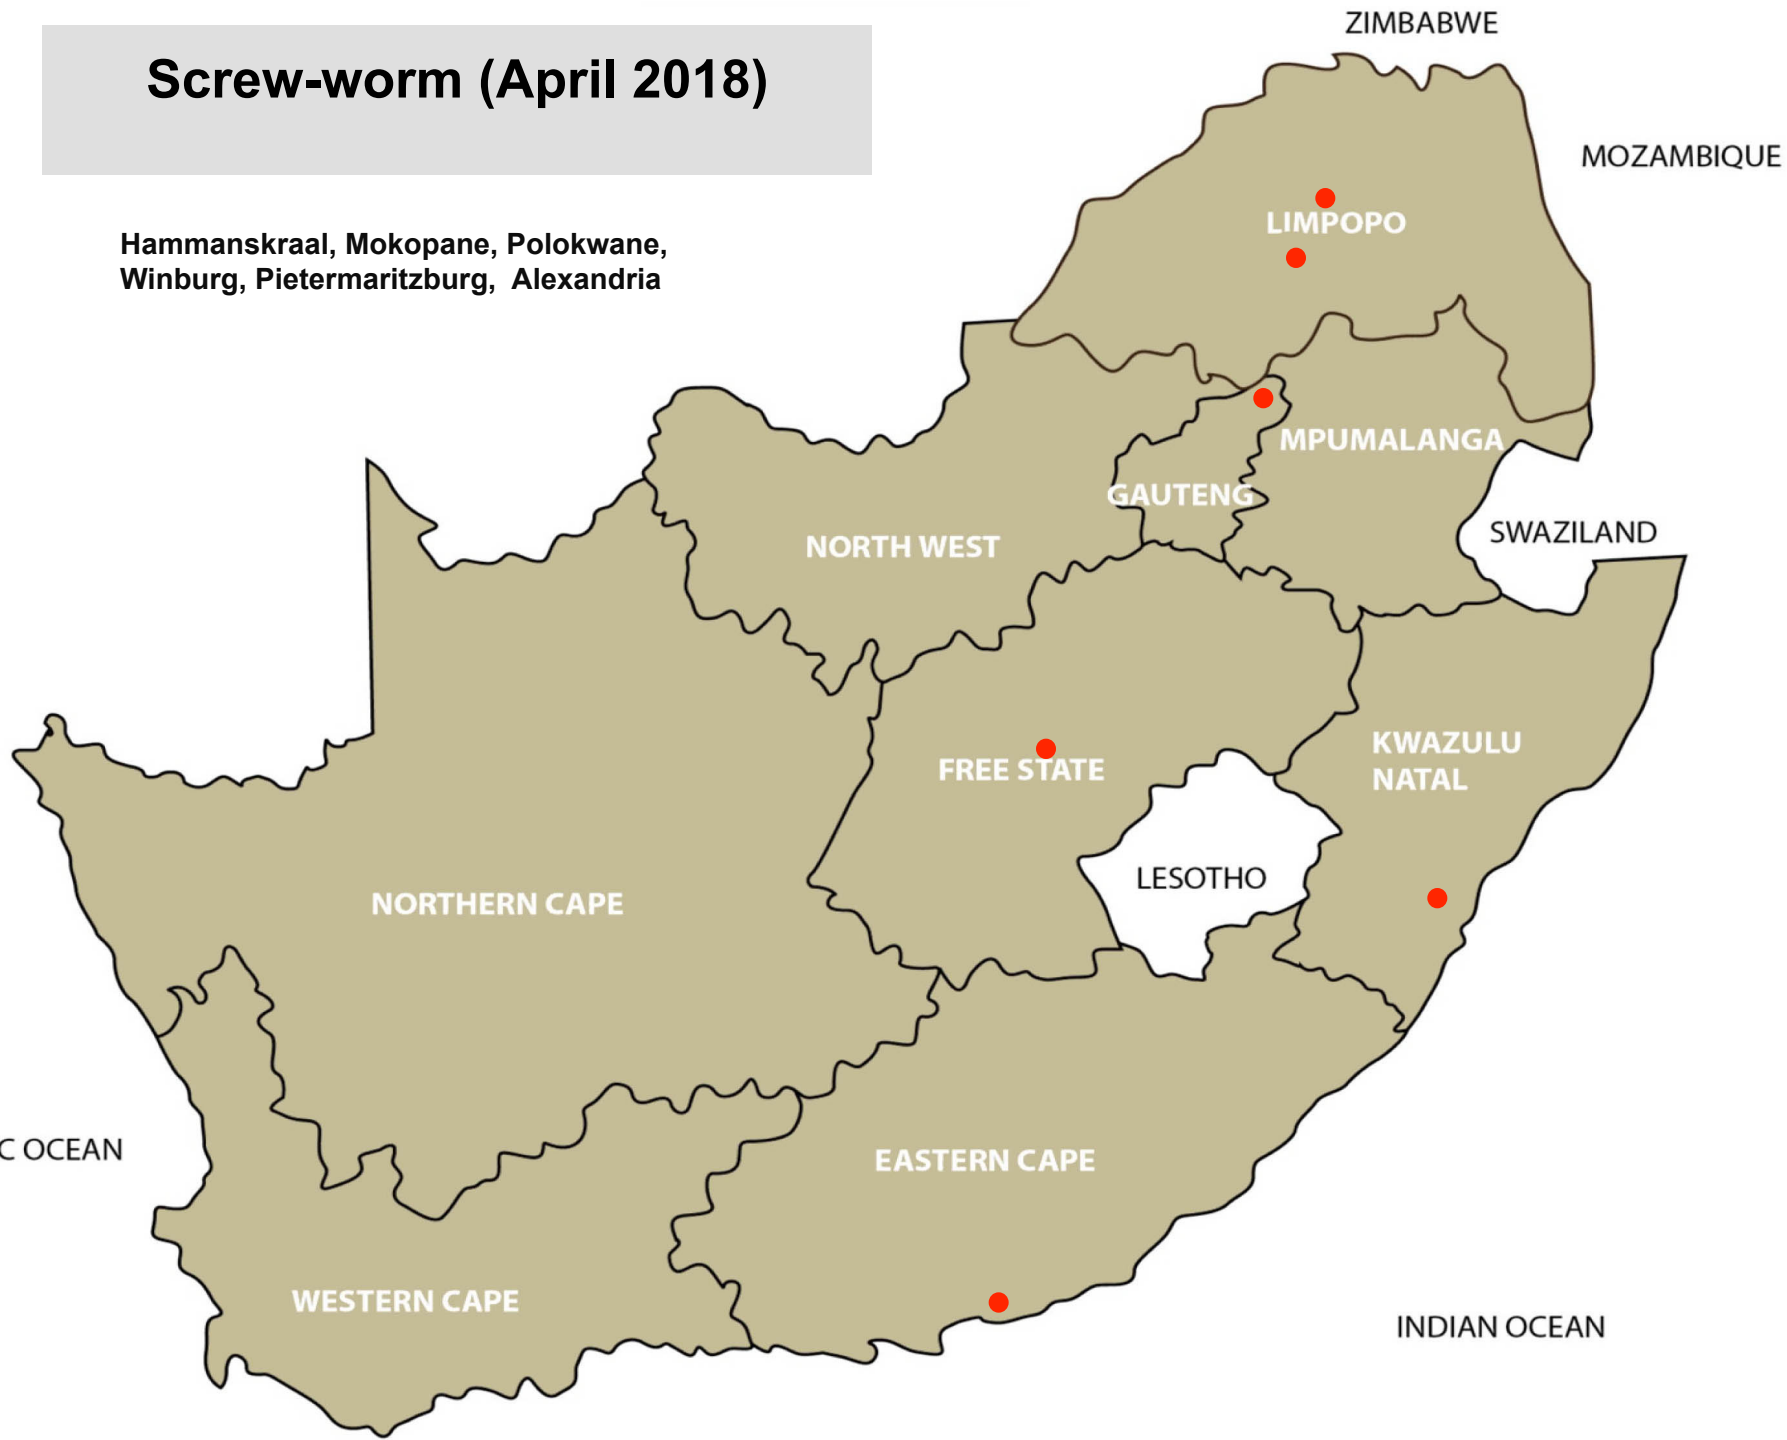 Screw-worm (April 2018)
Hammanskraal, Mokopane, Polokwane,
Winburg, Pietermaritzburg, Alexandria
ZIMBABWE
MOZAMBIQUE
LIMPOPO
MPUMALANGA
GAUTENG
SWAZILAND
NORTH WEST
KWAZULU
NATAL
FREE STATE
LESOTHO
NORTHERN CAPE
C OCEAN
EASTERN CAPE
WESTERN CAPE
INDIAN OCEAN